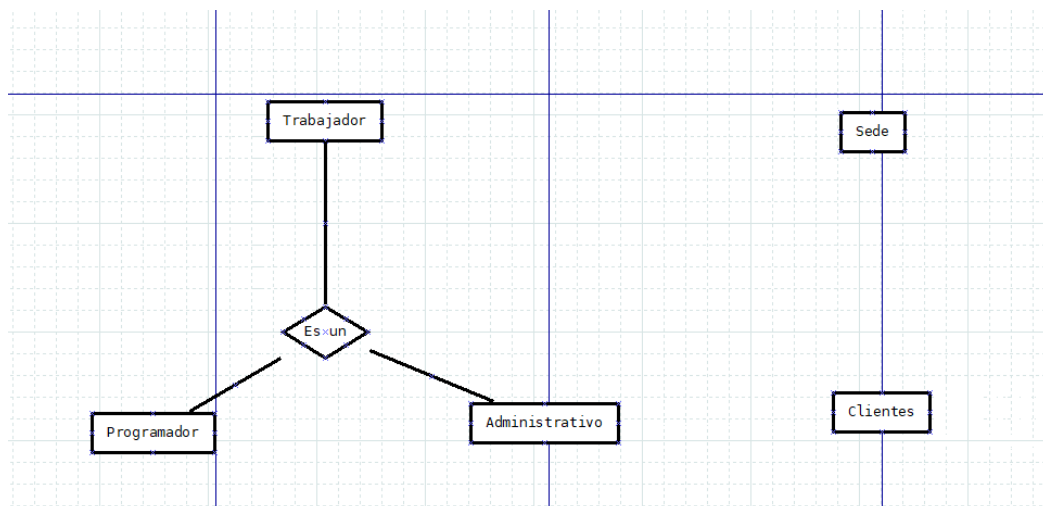 Trabajador
Sede
Es un
Programador
Administrativo
Clientes